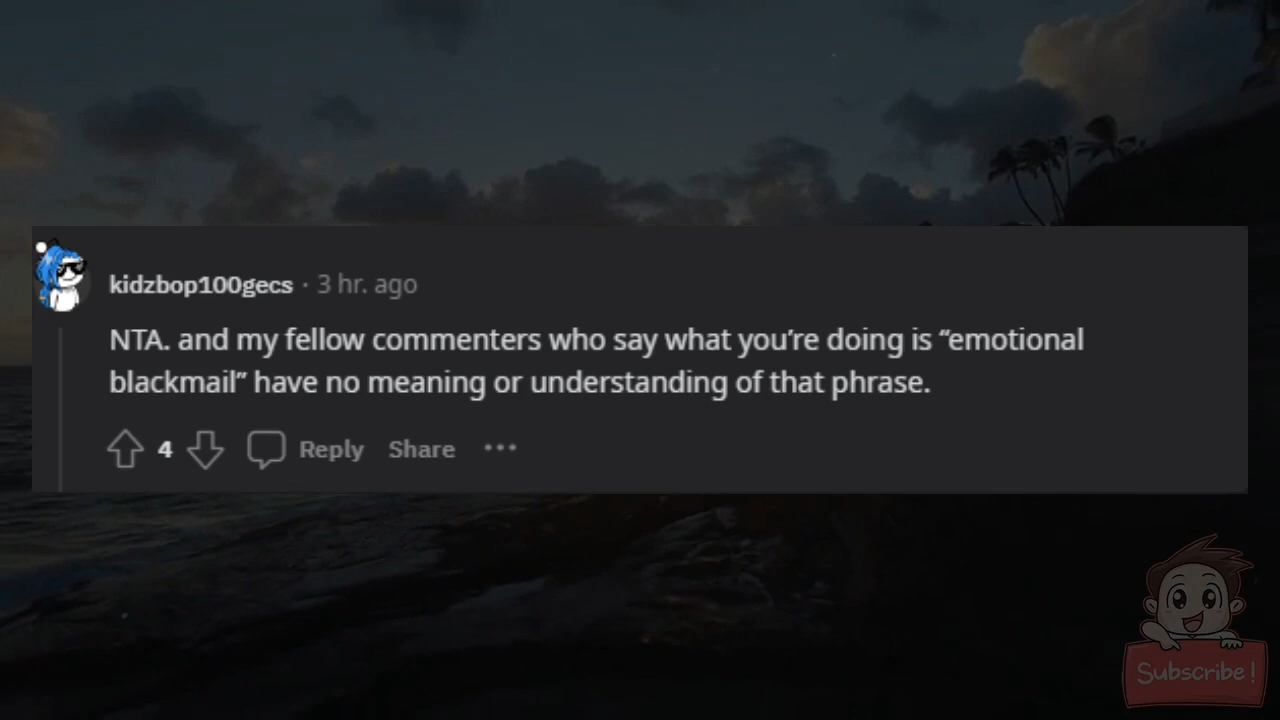 kidzbop100gecs · 3 hr. ago
NTA. and my fellow commenters who say what you’re doing is “emotional
blackmail” have no meaning or understanding of that phrase.
4 Reply Share ···
Subscribe!